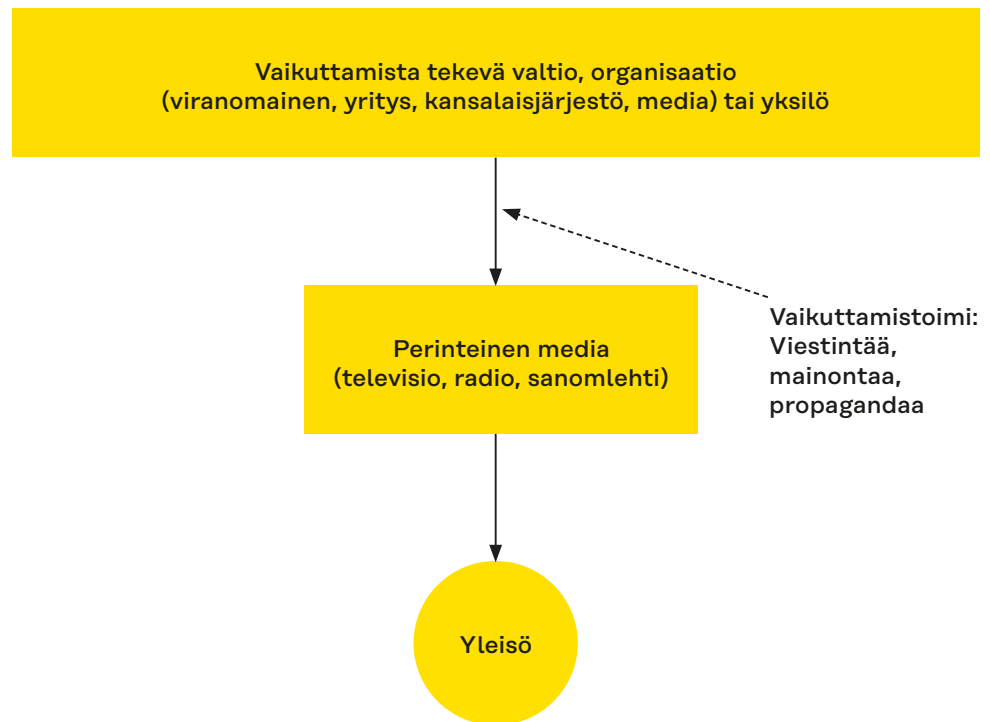 Vaikuttamista tekevä valtio, organisaatio
(viranomainen, yritys, kansalaisjärjestö, media) tai yksilö
Vaikuttamistoimi:
Viestintää,
mainontaa,
propagandaa
Perinteinen media
(televisio, radio, sanomlehti)
Yleisö